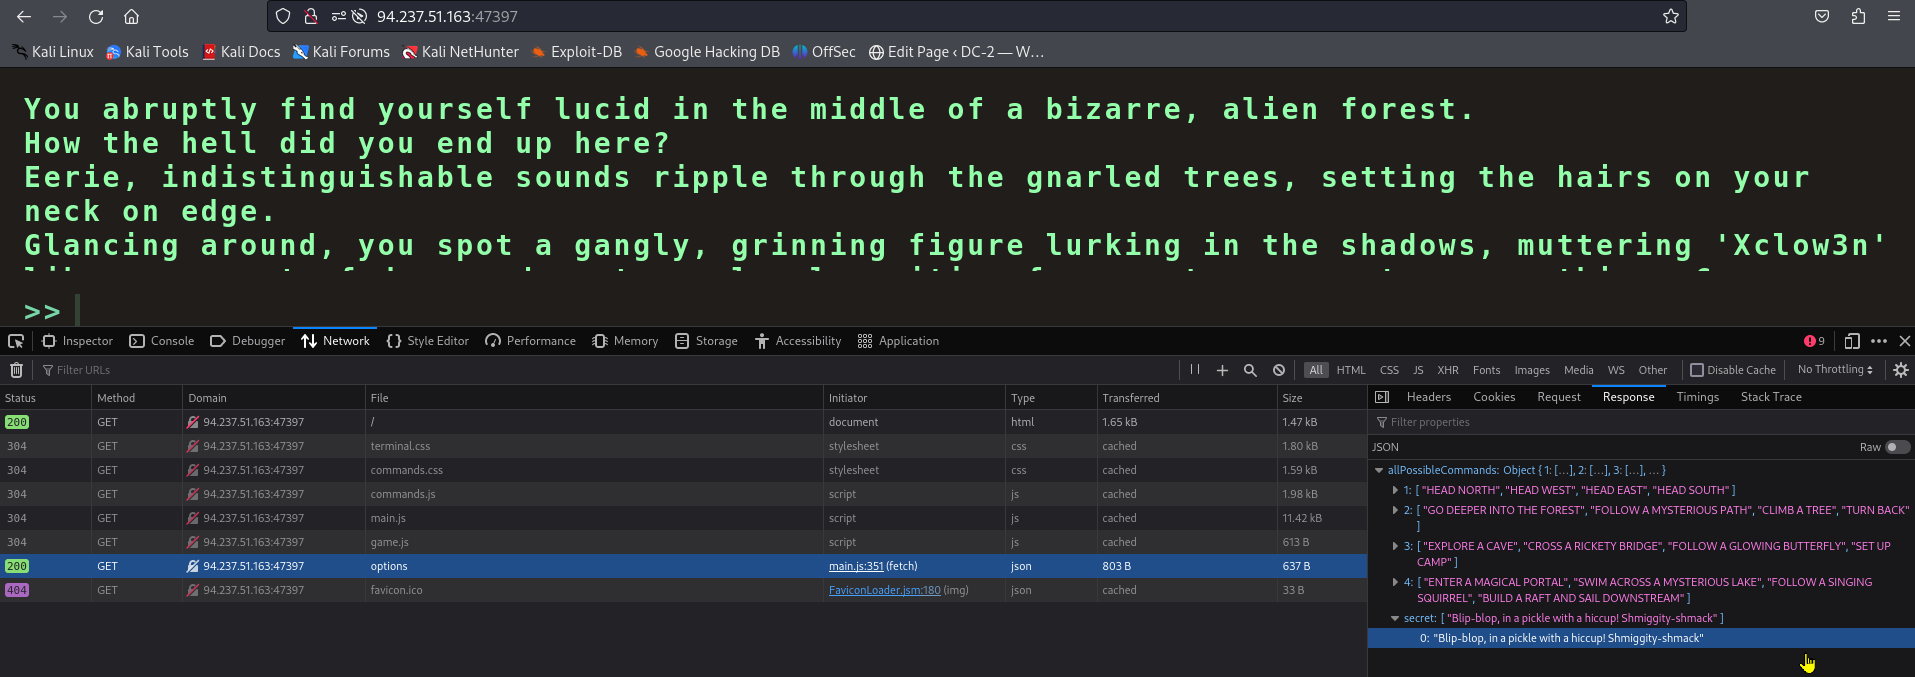 94.237.51.163:47397
Kali Linux Kali Tools Kali Docs Kali Forums Kali NetHunter Exploit-DB Google Hacking DB OffSec Edit Page ‹ DC-2 — W…
You abruptly find yourself lucid in the middle of a bizarre, alien forest.
How the hell did you end up here?
Eerie, indistinguishable sounds ripple through the gnarled trees, setting the hairs on your
neck on edge.
Glancing around, you spot a gangly, grinning figure lurking in the shadows, muttering 'Xclow3n'
>>
Inspector Console Debugger Network Style Editor Performance Memory Storage Accessibility Application 9
Filter URLs All HTML CSS JS XHR Fonts Images Media WS Other Disable Cache No Throttling
Status Method Domain File Initiator Type Transferred Size
200 GET 94.237.51.163:47397 / document html 1.65 kB 1.47 kB
304 GET 94.237.51.163:47397 terminal.css stylesheet css cached 1.80 kB
304 GET 94.237.51.163:47397 commands.css stylesheet css cached 1.59 kB
304 GET 94.237.51.163:47397 commands.js script js cached 1.98 kB
304 GET 94.237.51.163:47397 main.js script js cached 11.42 kB
304 GET 94.237.51.163:47397 game.js script js cached 613 B
200 GET 94.237.51.163:47397 options main.js:351 (fetch) json 803 B 637 B
404 GET 94.237.51.163:47397 favicon.ico FaviconLoader.jsm:180 (img) json cached 33 B
Headers Cookies Request Response Timings Stack Trace
Filter properties
JSON Raw
allPossibleCommands: Object { 1: […], 2: […], 3: […], … }
1: [ "HEAD NORTH", "HEAD WEST", "HEAD EAST", "HEAD SOUTH" ]
2: [ "GO DEEPER INTO THE FOREST", "FOLLOW A MYSTERIOUS PATH", "CLIMB A TREE", "TURN BACK"
]
3: [ "EXPLORE A CAVE", "CROSS A RICKETY BRIDGE", "FOLLOW A GLOWING BUTTERFLY", "SET UP
CAMP" ]
4: [ "ENTER A MAGICAL PORTAL", "SWIM ACROSS A MYSTERIOUS LAKE", "FOLLOW A SINGING
SQUIRREL", "BUILD A RAFT AND SAIL DOWNSTREAM" ]
secret: [ "Blip-blop, in a pickle with a hiccup! Shmiggity-shmack" ]
0: "Blip-blop, in a pickle with a hiccup! Shmiggity-shmack"